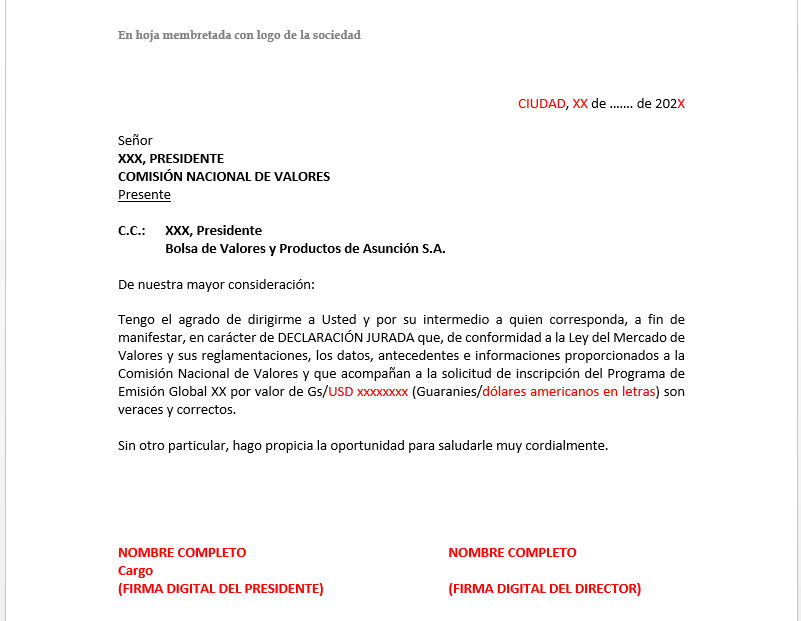 En hoja membretada con logo de la sociedad
CIUDAD, XX de ....... de 202X
Señor
XXX, PRESIDENTE
COMISIÓN NACIONAL DE VALORES
Presente
C.C.: XXX, Presidente
Bolsa de Valores y Productos de Asunción S.A.
De nuestra mayor consideración:
Tengo el agrado de dirigirme a Usted y por su intermedio a quien corresponda, a fin de
manifestar, en carácter de DECLARACIÓN JURADA que, de conformidad a la Ley del Mercado de
Valores y sus reglamentaciones, los datos, antecedentes e informaciones proporcionados a la
Comisión Nacional de Valores y que acompañan a la solicitud de inscripción del Programa de
Emisión Global XX por valor de Gs/USD xxxxxxxx (Guaranies/dólares americanos en letras) son
veraces y correctos.
Sin otro particular, hago propicia la oportunidad para saludarle muy cordialmente.
NOMBRE COMPLETO NOMBRE COMPLETO
Cargo
(FIRMA DIGITAL DEL PRESIDENTE) (FIRMA DIGITAL DEL DIRECTOR)